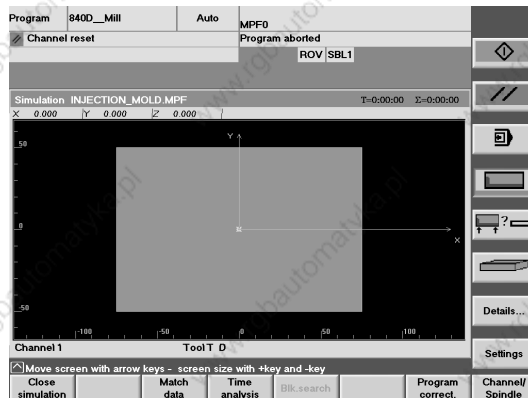 Program 840D__Mill Auto MPF0
Channel reset Program aborted
ROV SBL1
Simulation INJECTION_MOLD.MPF T=0:00:00 Σ=0:00:00
X 0.000 Y 0.000 Z 0.000
Y
50
0
X
-50
-100 -50 0 50 100
Channel 1 Tool T D
Move screen with arrow keys - screen size with +key and -key
?
Details...
Settings
Close simulation
Match data
Time analysis
Blk.search
Program correct.
Channel/ Spindle
www.rgbautomatyka.pl